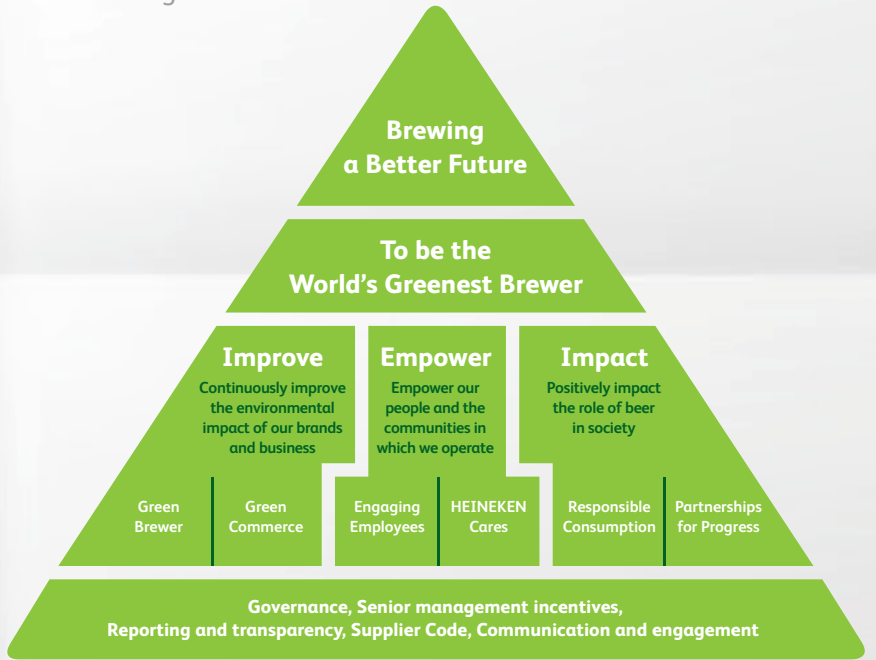 Brewing
a Better Future
To be the
World's Greenest Brewer
Improve
Continuously improve
the environmental
impact of our brands
and business
Empower
Empower our
people and the
communities in
which we operate
Impact
Positively impact
the role of beer
in society
Green
Brewer
Green
Commerce
Engaging
Employees
HEINEKEN
Cares
Responsible
Consumption
Partnerships
for Progress
Governance, Senior management incentives,
Reporting and transparency, Supplier Code, Communication and engagement